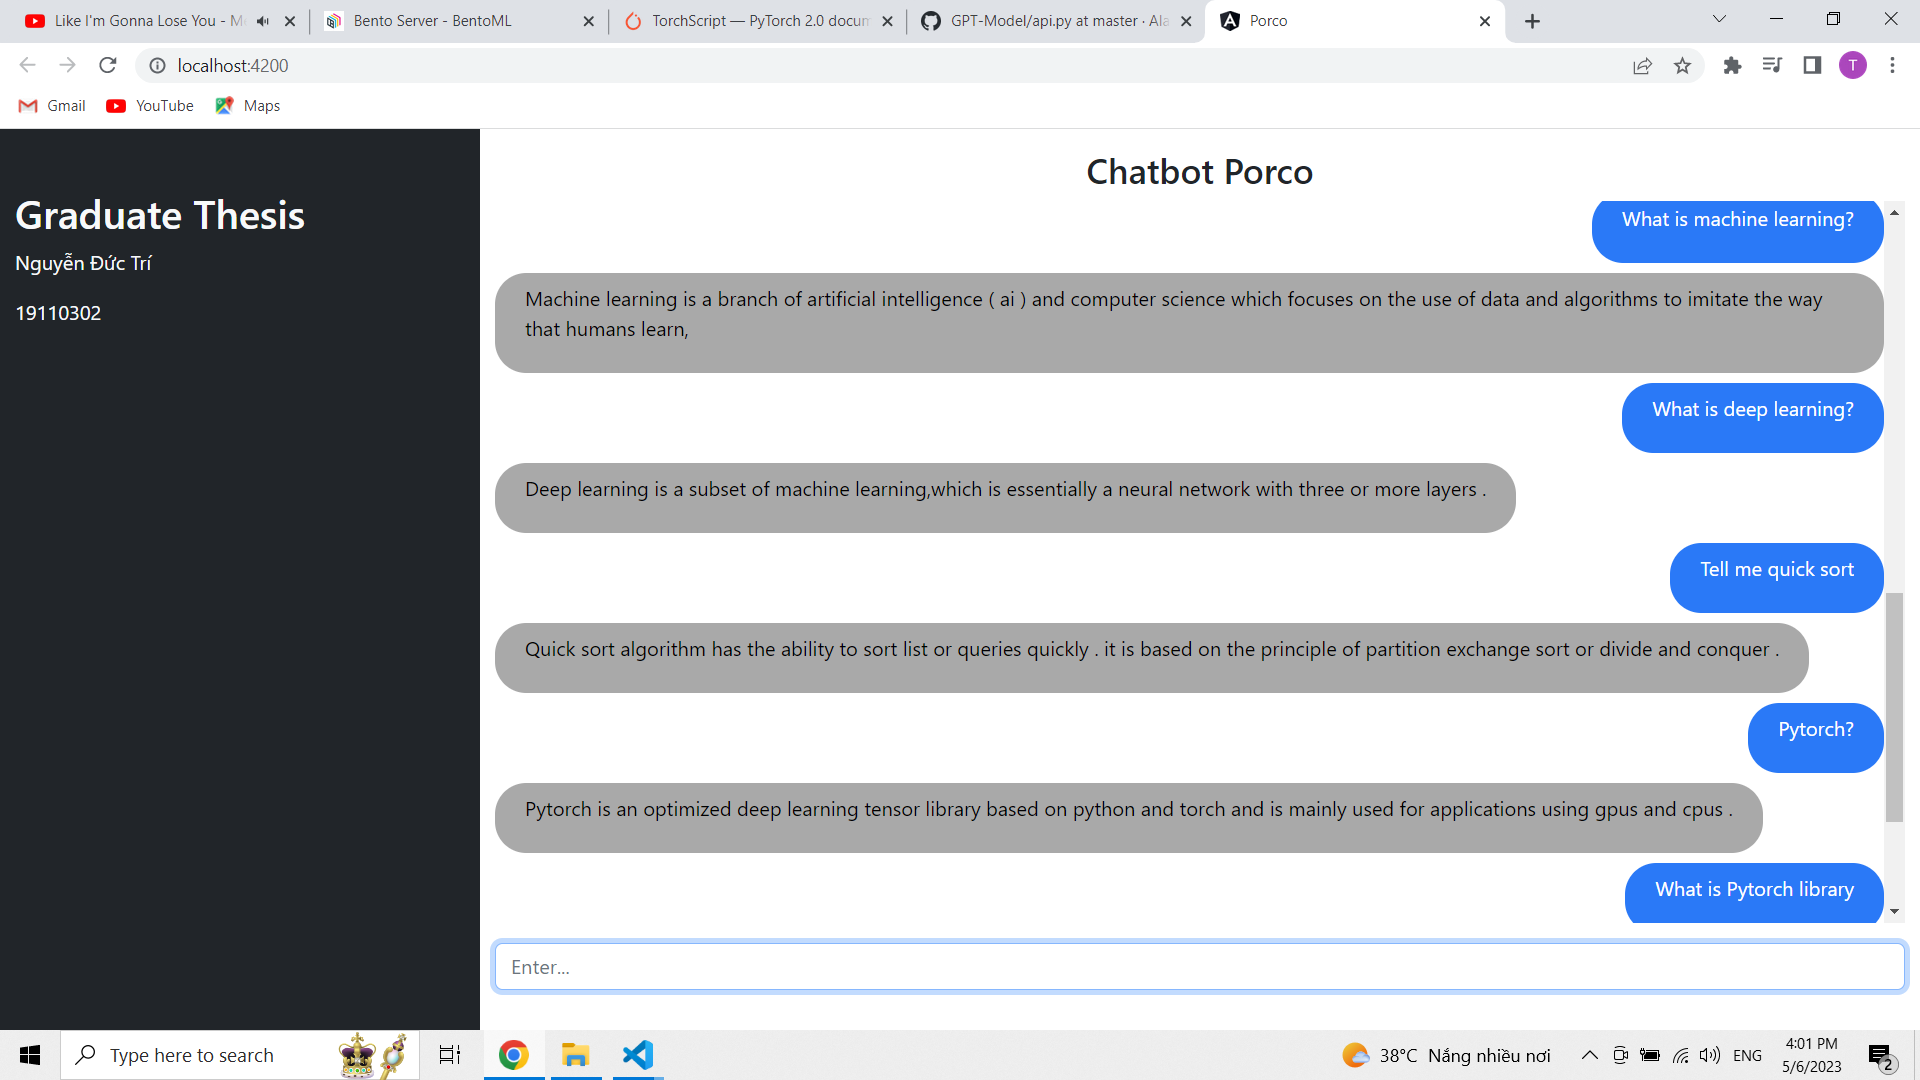 Like I'm Gonna Lose You - M
Bento Server - BentoML
TorchScript — PyTorch 2.0 docum
GPT-Model/api.py at master · Ala
Porco
localhost:4200
T
Gmail
YouTube
Maps
Graduate Thesis
Nguyễn Đức Trí
19110302
Chatbot Porco
What is machine learning?
Machine learning is a branch of artificial intelligence ( ai ) and computer science which focuses on the use of data and algorithms to imitate the way
that humans learn,
What is deep learning?
Deep learning is a subset of machine learning,which is essentially a neural network with three or more layers .
Tell me quick sort
Quick sort algorithm has the ability to sort list or queries quickly . it is based on the principle of partition exchange sort or divide and conquer .
Pytorch?
Pytorch is an optimized deep learning tensor library based on python and torch and is mainly used for applications using gpus and cpus .
What is Pytorch library
Enter...
Type here to search
38°C Nắng nhiều nơi
ENG
4:01 PM
5/6/2023
2